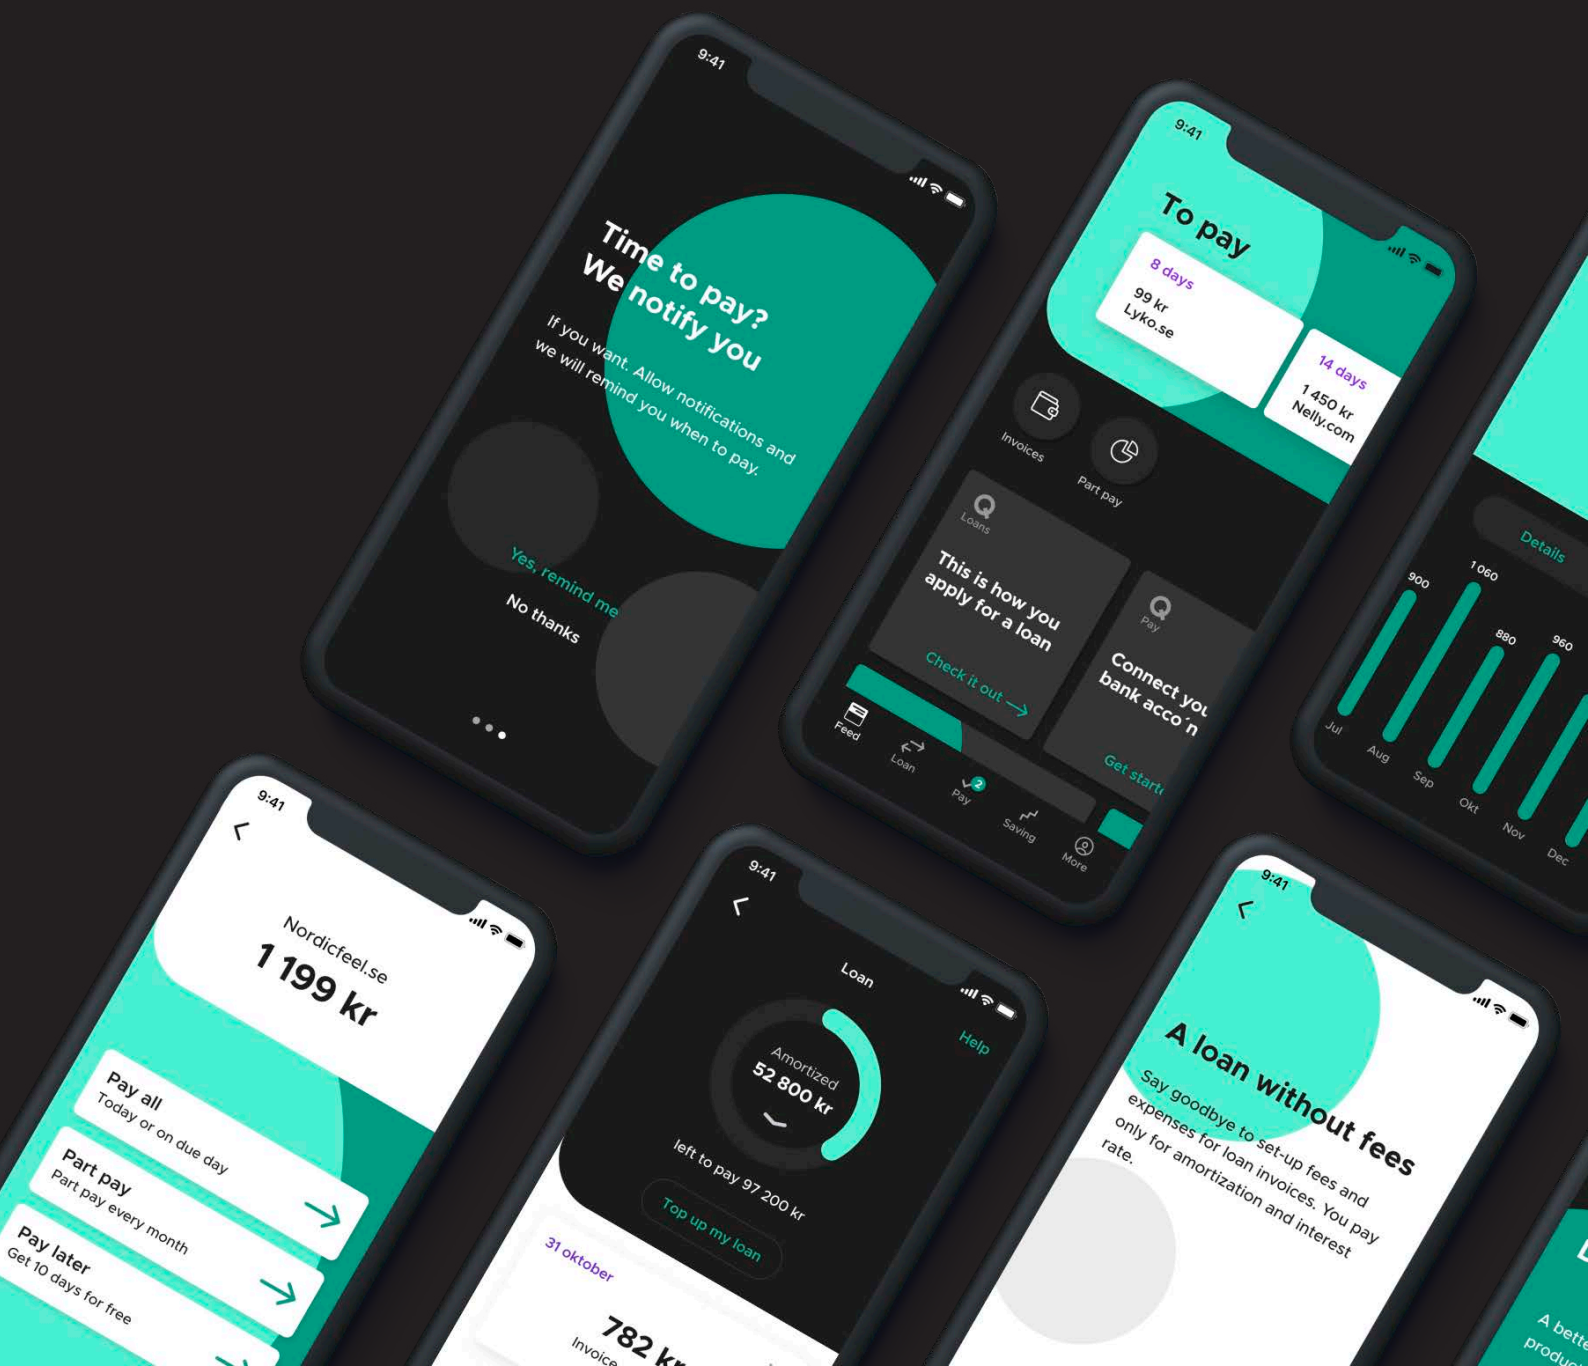 9:41
Time to pay?
We notify you
If you want. Allow notifications and
we will remind you when to pay.
Yes, remind me
No thanks
9:41
To pay
8 days
99 kr
Lyko.se
14 days
1 450 kr
Nelly.com
Invoices
Part pay
Q
Loans
This is how you
apply for a loan
Check it out →
Q
Pay
Connect you
bank acco´n
Get starte
Feed
Loan
2
Pay
Saving
More
Details
900
1 060
880
960
Jul
Aug
Sep
Okt
Nov
Dec
9:41
Nordicfeel.se
1 199 kr
Pay all
Today or on due day
Part pay
Part pay every month
Pay later
Get 10 days for free
9:41
Loan
Help
Amortized
52 800 kr
left to pay 97 200 kr
Top up my loan
31 oktober
782 kr
Invoice
9:41
A loan without fees
Say goodbye to set-up fees and
expenses for loan invoices. You pay
only for amortization and interest
rate.
A bette
produc